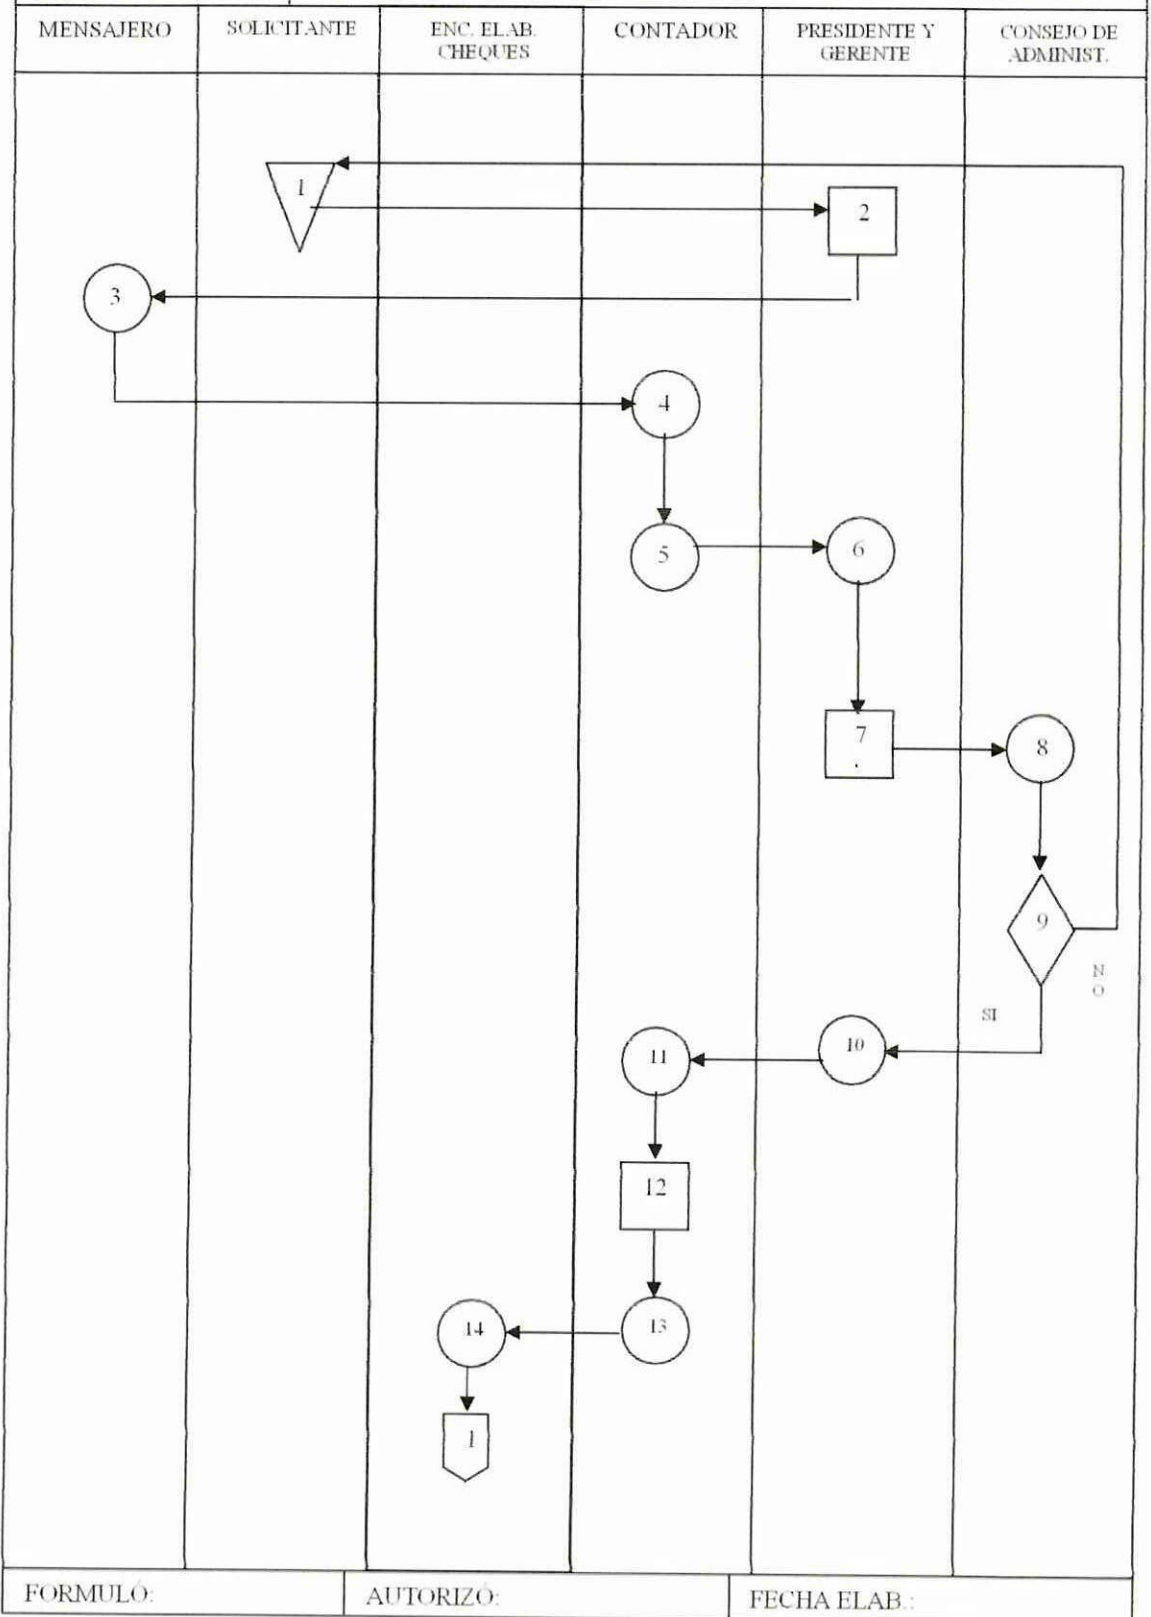 MENSAJERO
SOLICITANTE
ENC. ELAB.
CHEQUES
CONTADOR
PRESIDENTE Y
GERENTE
CONSEJO DE
ADMINIST.
1
2
3
4
5
6
7
.
8
9
N
O
SI
10
11
12
13
14
1
FORMULÓ:
AUTORIZÓ:
FECHA ELAB.: